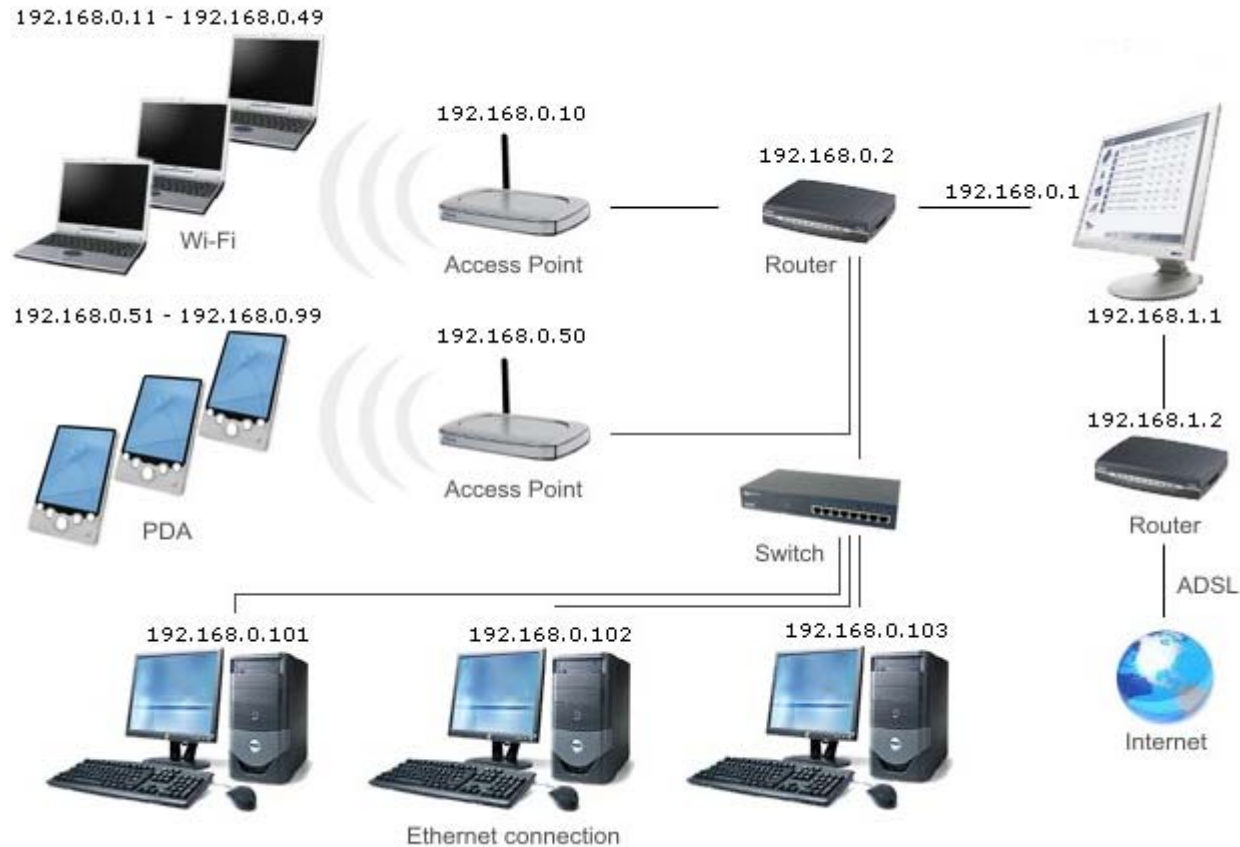 192.168.0.11 - 192.168.0.49
192.168.0.10
192.168.0.2
192.168.0.1
Wi-Fi
Access Point
Router
192.168.0.51 - 192.168.0.99
192.168.0.50
192.168.1.1
192.168.1.2
PDA
Access Point
Router
Switch
ADSL
192.168.0.101
192.168.0.102
192.168.0.103
Internet
Ethernet connection